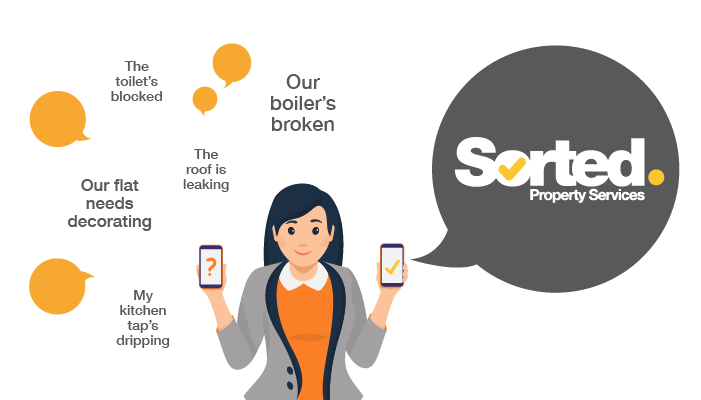 The
toilet's
blocked
Our
boiler's
broken
The
roof is
leaking
Our flat
needs
decorating
My
kitchen
tap's
dripping
?
Sorted.
Property Services